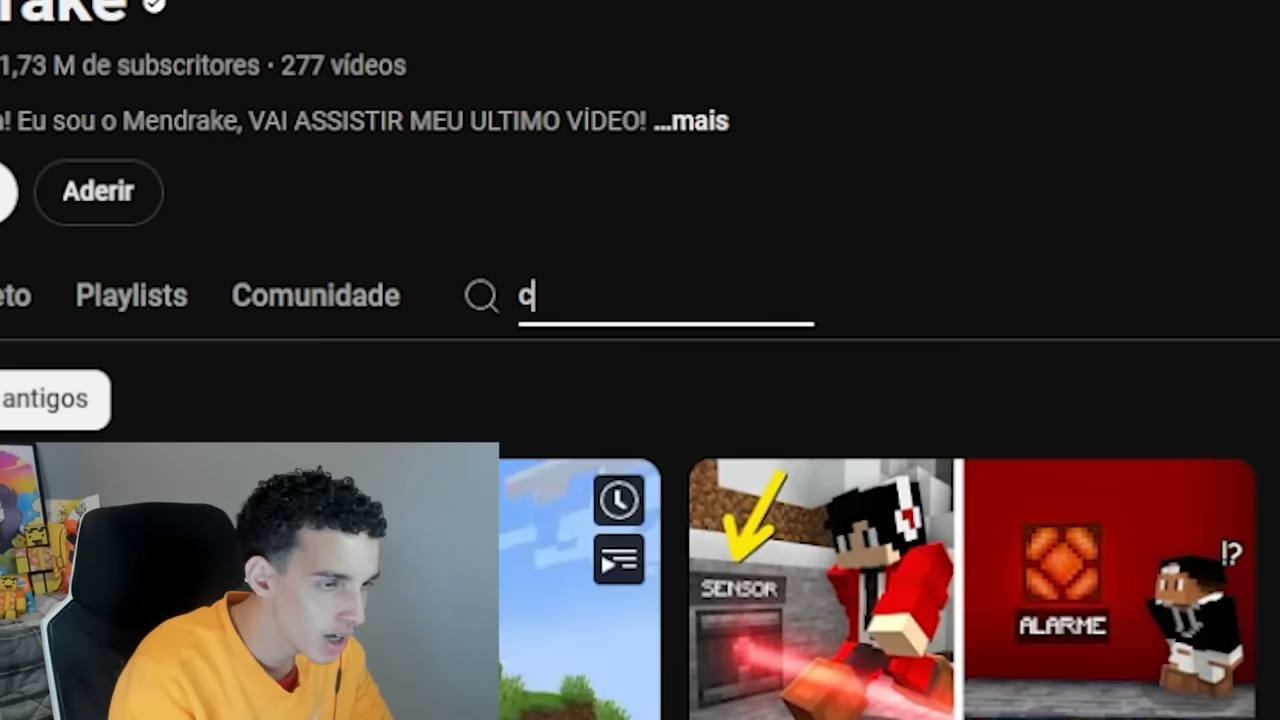 rake
1,73 M de subscritores · 277 vídeos
! Eu sou o Mendrake, VAI ASSISTIR MEU ULTIMO VÍDEO! ...mais
Aderir
eto
Playlists
Comunidade
c
antigos
SENSOR
!?
ALARME